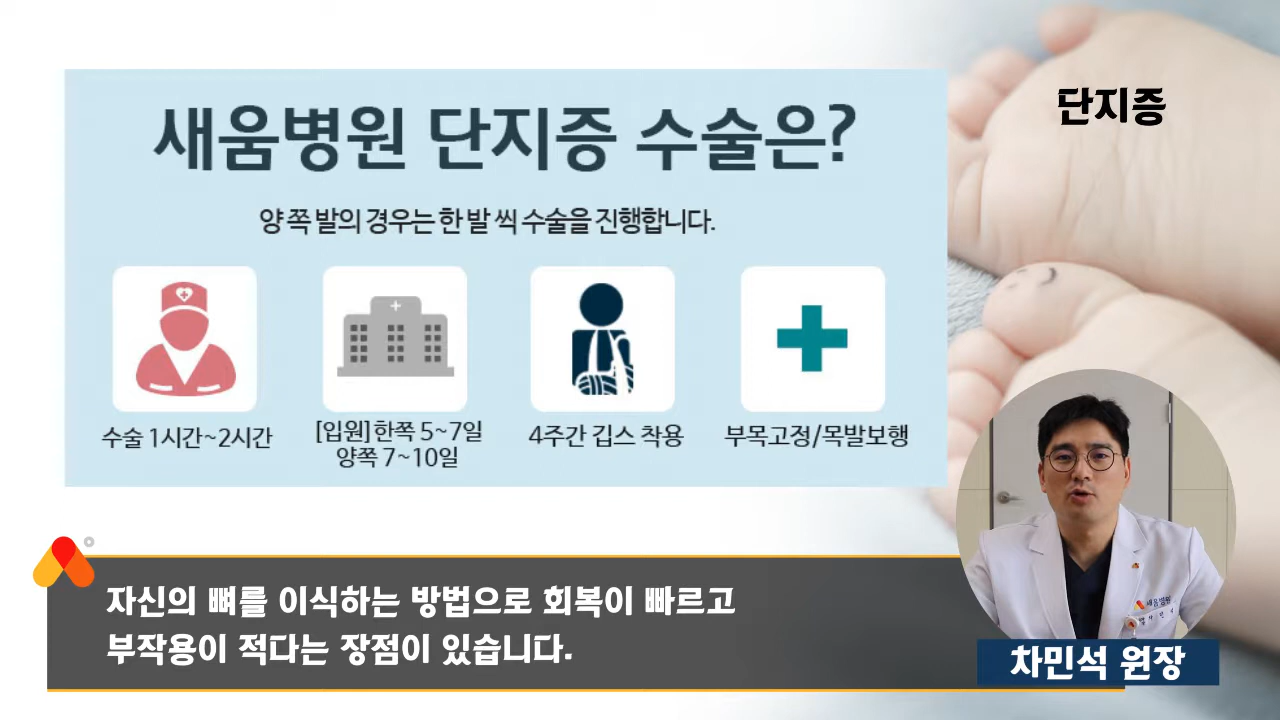 단지증
새움병원 단지증 수술은?
양 쪽 발의 경우는 한 발 씩 수술을 진행합니다.
수술 1시간~2시간
[입원]한쪽 5~7일
양쪽 7~10일
4주간 깁스 착용
부목고정/목발보행
자신의 뼈를 이식하는 방법으로 회복이 빠르고
부작용이 적다는 장점이 있습니다.
새움병원
차민석 원장